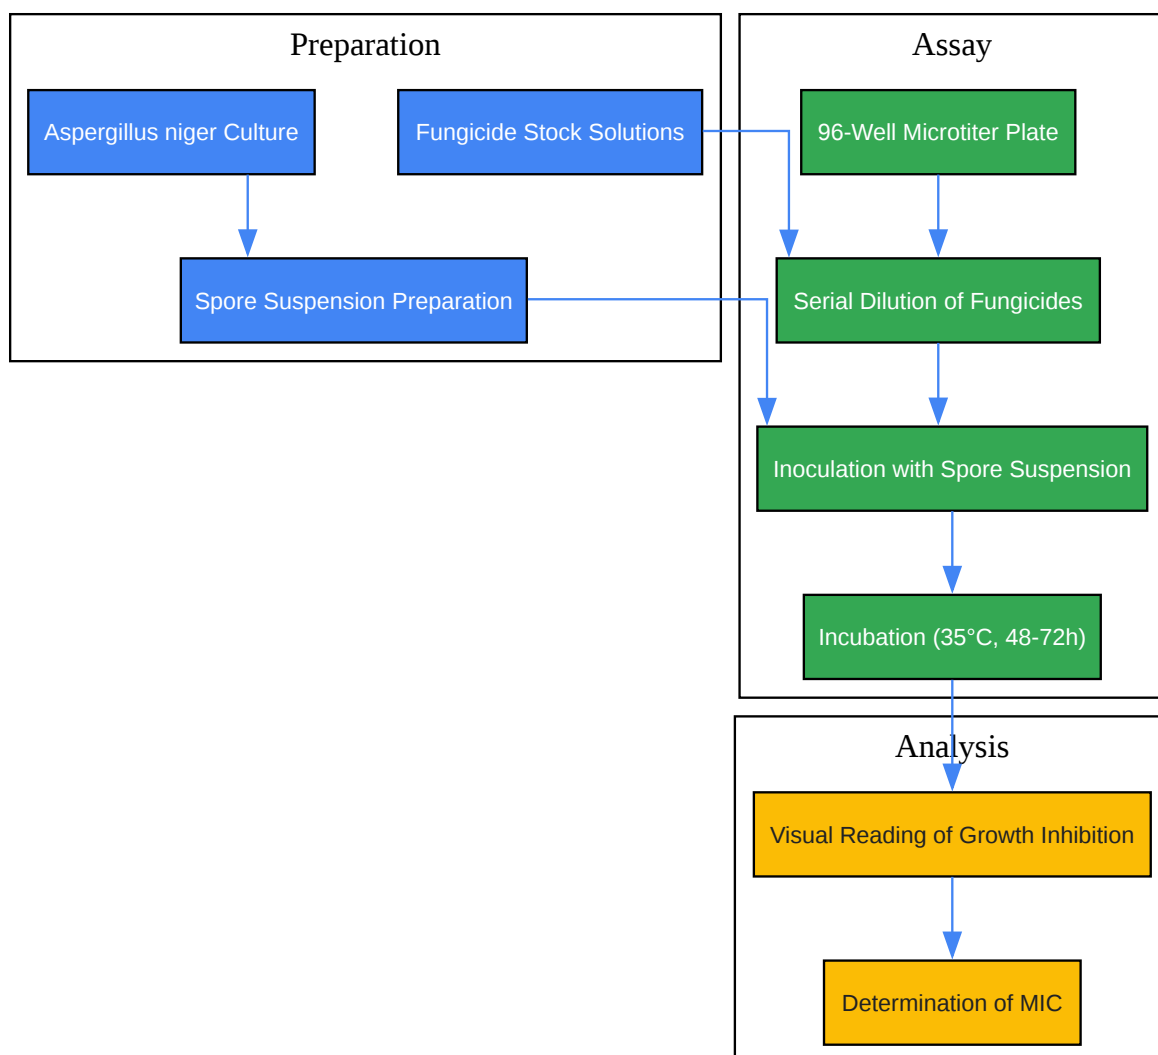 Preparation
Aspergillus niger Culture
Fungicide Stock Solutions
Spore Suspension Preparation
Assay
96-Well Microtiter Plate
Serial Dilution of Fungicides
Inoculation with Spore Suspension
Incubation (35°C, 48-72h)
Analysis
Visual Reading of Growth Inhibition
Determination of MIC